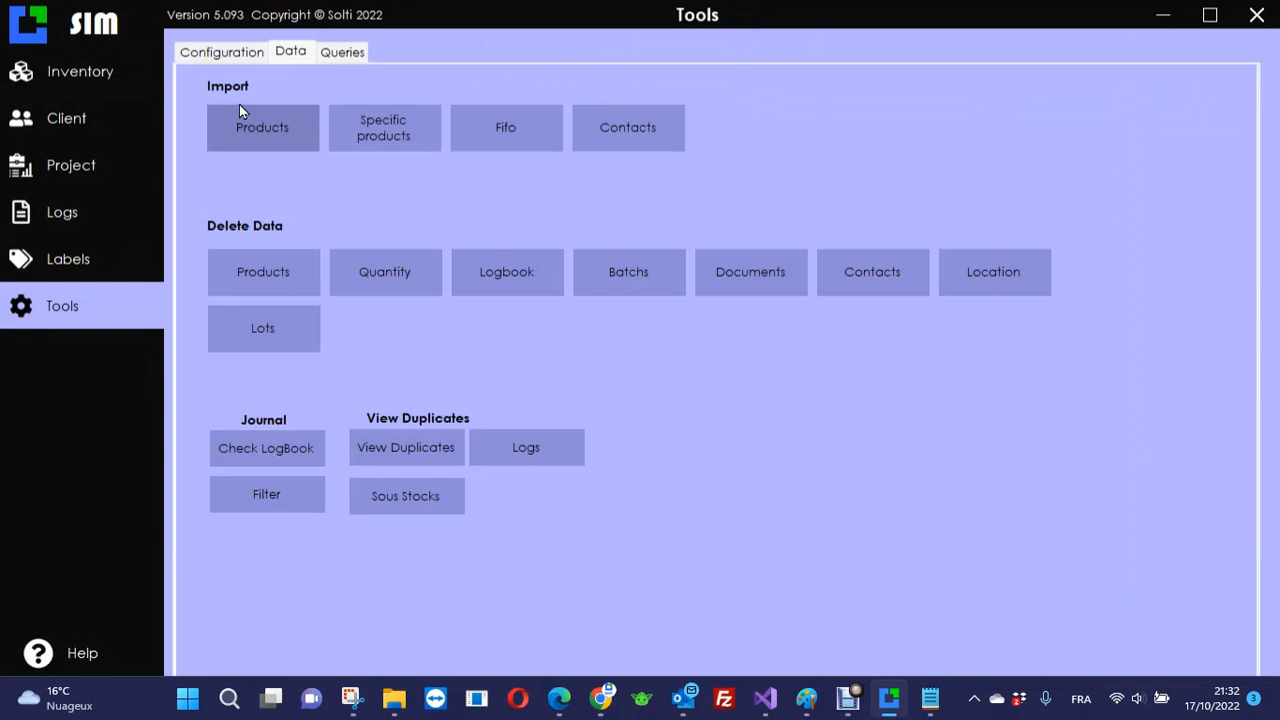 SIM
Version 5.093 Copyright © Solti 2022
Tools
Inventory
Client
Project
Logs
Labels
Tools
Help
Configuration
Data
Queries
Import
Products
Specific
products
Fifo
Contacts
Delete Data
Products
Quantity
Logbook
Batchs
Documents
Contacts
Location
Lots
Journal
Check LogBook
Filter
View Duplicates
View Duplicates
Logs
Sous Stocks
16°C
Nuageux
FRA
21:32
17/10/2022
3